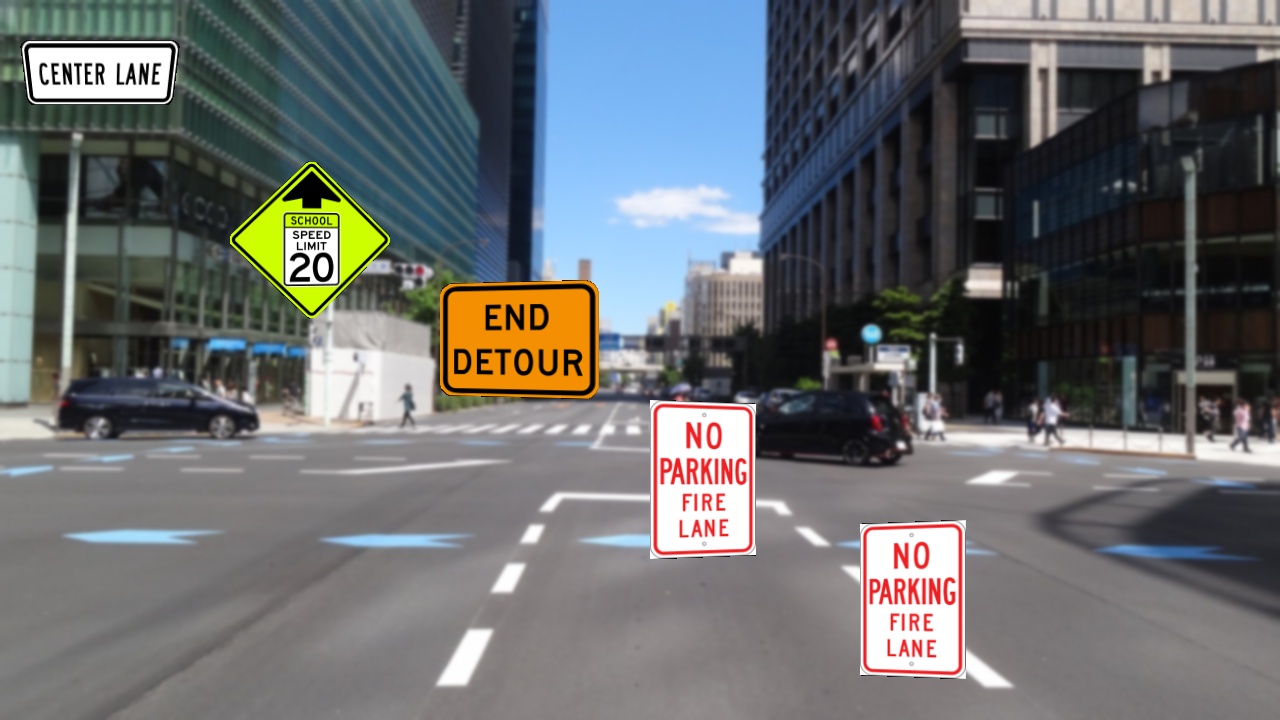 CENTER LANE
SCHOOL
SPEED
LIMIT
20
END
DETOUR
NO
PARKING
FIRE
LANE
NO
PARKING
FIRE
LANE